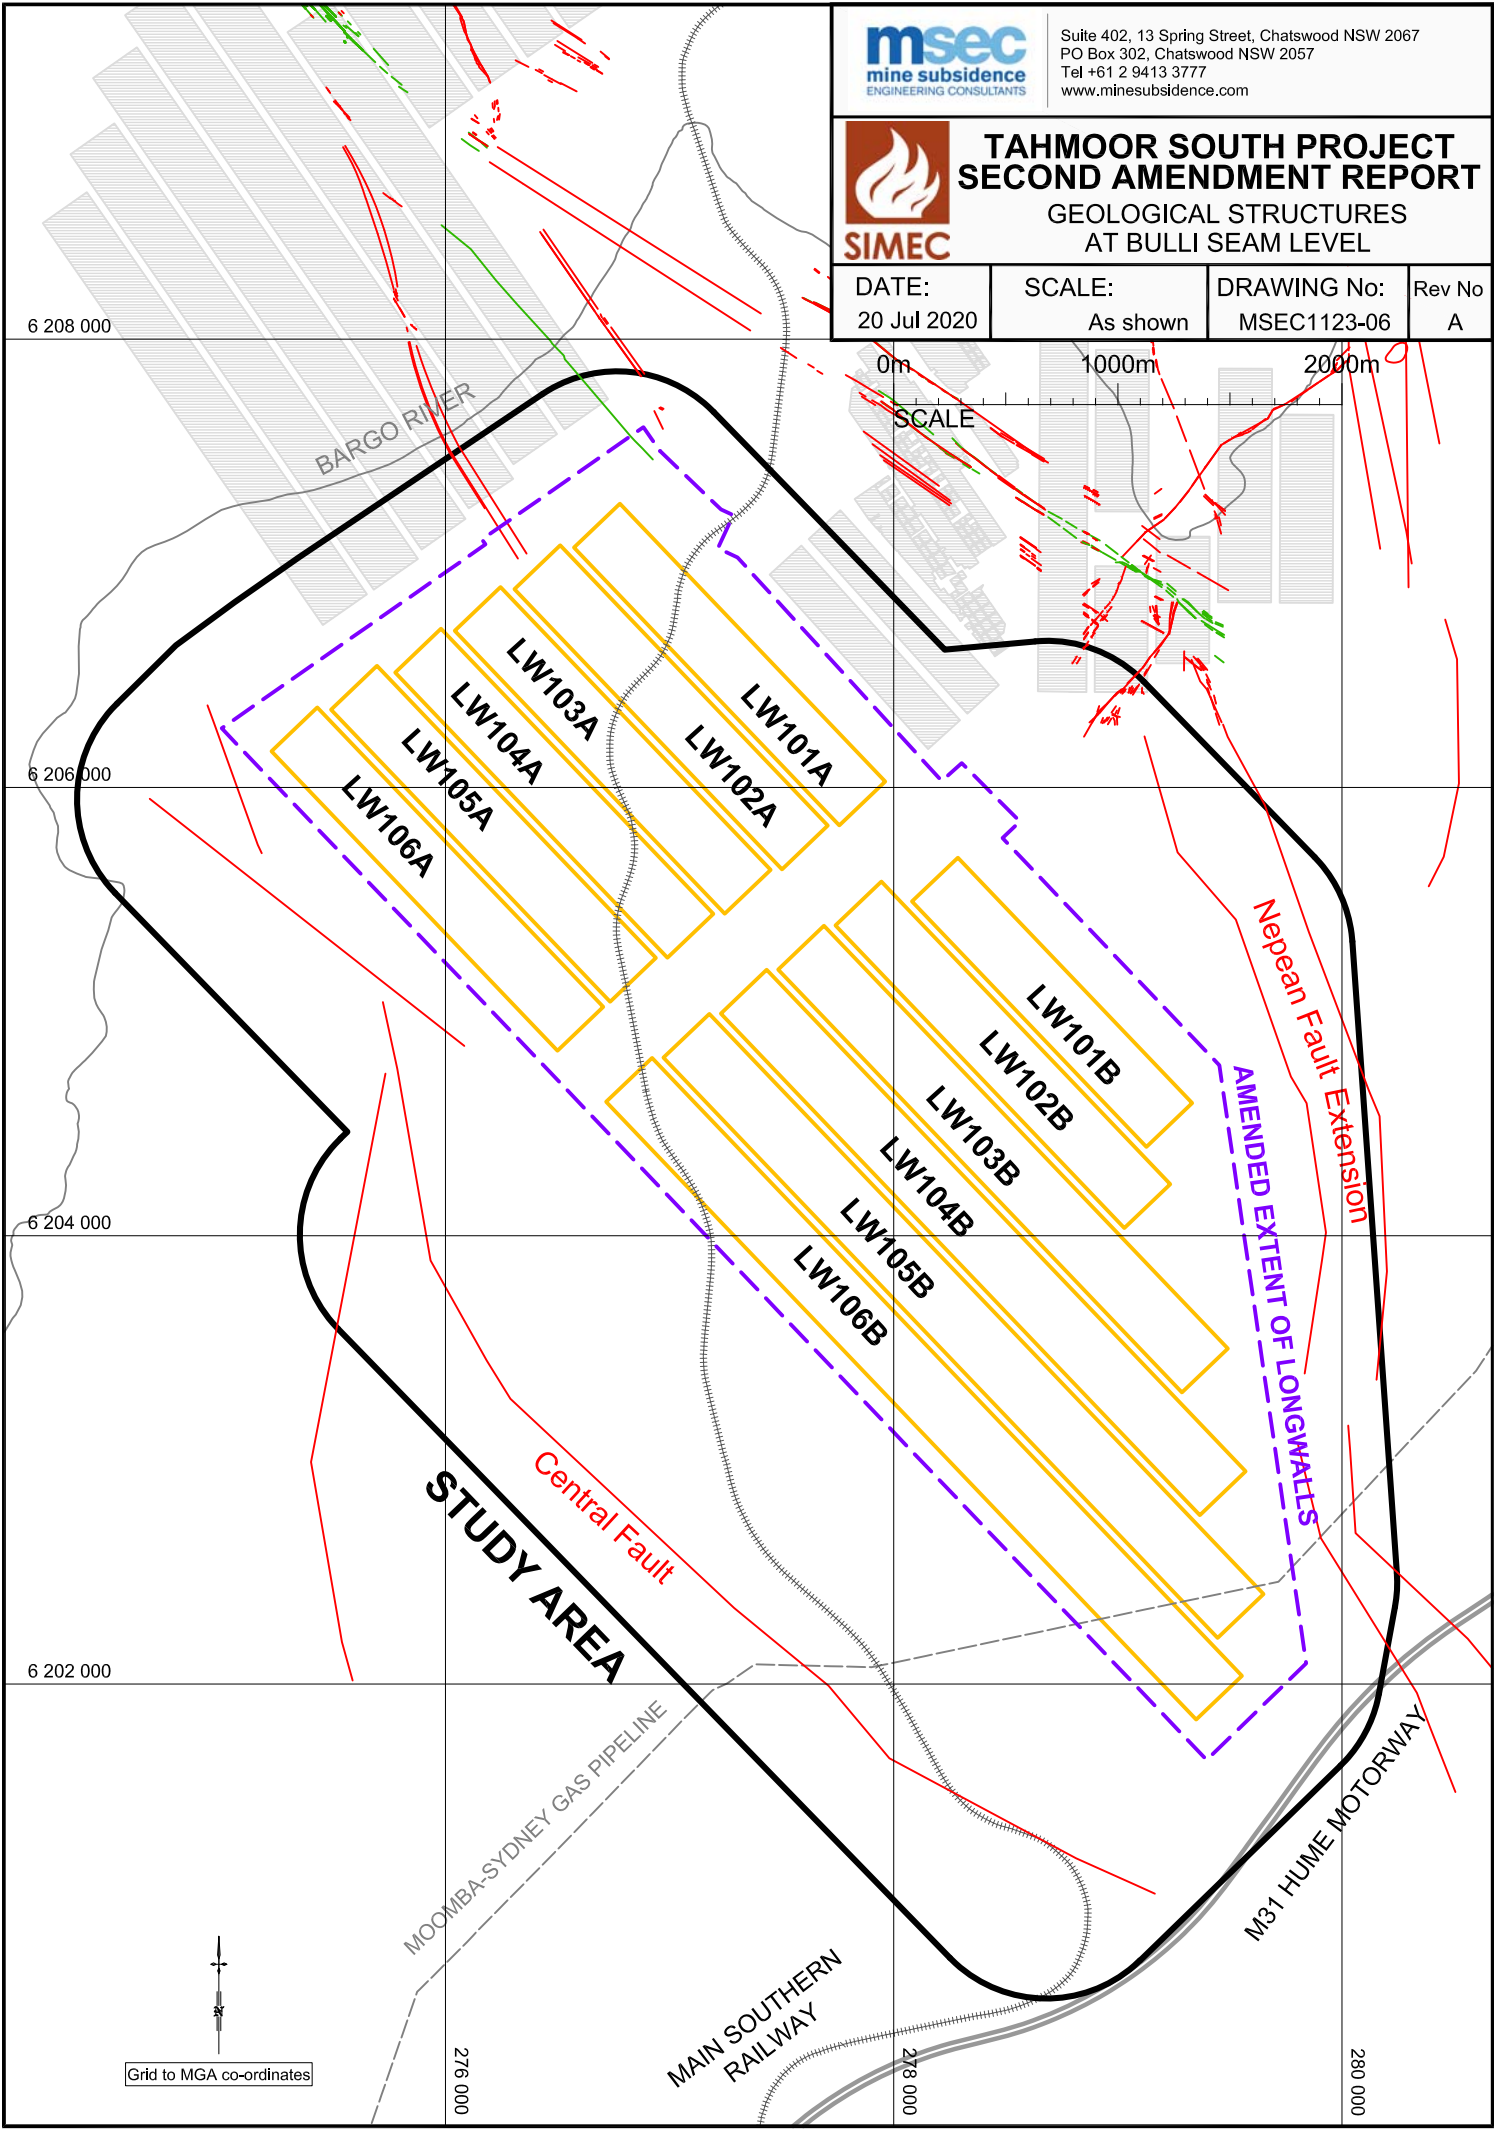 msec
mine subsidence
ENGINEERING CONSULTANTS
Suite 402, 13 Spring Street, Chatswood NSW 2067
PO Box 302, Chatswood NSW 2057
Tel +61 2 9413 3777
www.minesubsidence.com
SIMEC
TAHMOOR SOUTH PROJECT
SECOND AMENDMENT REPORT
GEOLOGICAL STRUCTURES
AT BULLI SEAM LEVEL
DATE:
20 Jul 2020
SCALE:
As shown
DRAWING No:
MSEC1123-06
Rev No
A
6 208 000
0m
1000m
2000m
SCALE
BARGO RIVER
LW101A
LW102A
LW103A
LW104A
LW105A
LW106A
6 206 000
Nepean Fault Extension
LW101B
LW102B
LW103B
LW104B
LW105B
LW106B
AMENDED EXTENT OF LONGWALLS
6 204 000
Central Fault
STUDY AREA
6 202 000
MOOMBA-SYDNEY GAS PIPELINE
M31 HUME MOTORWAY
MAIN SOUTHERN
RAILWAY
N
Grid to MGA co-ordinates
276 000
278 000
280 000